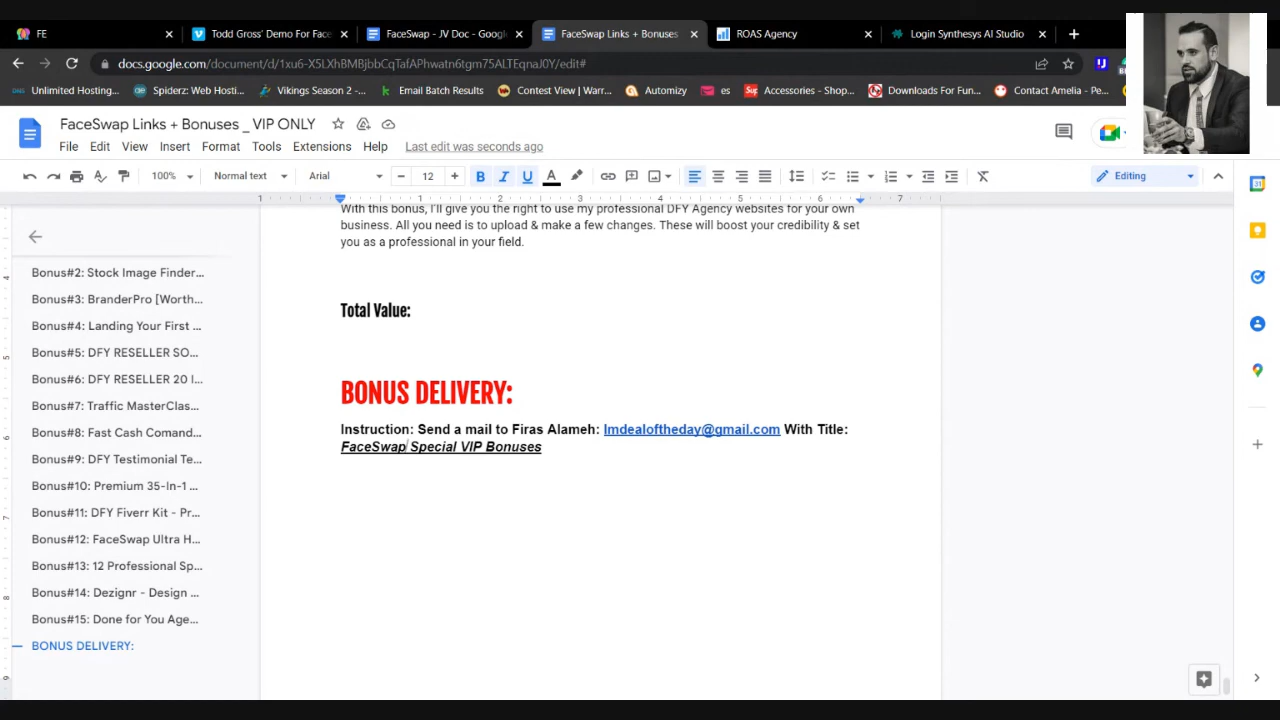 FE
Todd Gross' Demo For Face
FaceSwap - JV Doc - Google
FaceSwap Links + Bonuses
ROAS Agency
Login Synthesys AI Studio
docs.google.com/document/d/1xu6-X5LXhBMBjbbCqTafAPhwatn6tgm75ALTEqnaJ0Y/edit#
Unlimited Hosting...
Spiderz: Web Hosti...
Vikings Season 2 -...
Email Batch Results
Contest View | Warr...
Automizy
es
Accessories - Shop...
Downloads For Fun...
Contact Amelia - Pe...
FaceSwap Links + Bonuses _ VIP ONLY
File Edit View Insert Format Tools Extensions Help Last edit was seconds ago
100% Normal text Arial 12 Editing
1 1 2 3 4 5 6 7
With this bonus, I'll give you the right to use my professional DFY Agency websites for your own
business. All you need is to upload & make a few changes. These will boost your credibility & set
you as a professional in your field.
Total Value:
BONUS DELIVERY:
Instruction: Send a mail to Firas Alameh: Imdealoftheday@gmail.com With Title:
FaceSwap Special VIP Bonuses
Bonus#2: Stock Image Finder...
Bonus#3: BranderPro [Worth...
Bonus#4: Landing Your First ...
Bonus#5: DFY RESELLER SO...
Bonus#6: DFY RESELLER 20 I...
Bonus#7: Traffic MasterClas...
Bonus#8: Fast Cash Comand...
Bonus#9: DFY Testimonial Te...
Bonus#10: Premium 35-In-1 ...
Bonus#11: DFY Fiverr Kit - Pr...
Bonus#12: FaceSwap Ultra H...
Bonus#13: 12 Professional Sp...
Bonus#14: Dezignr - Design ...
Bonus#15: Done for You Age...
BONUS DELIVERY: